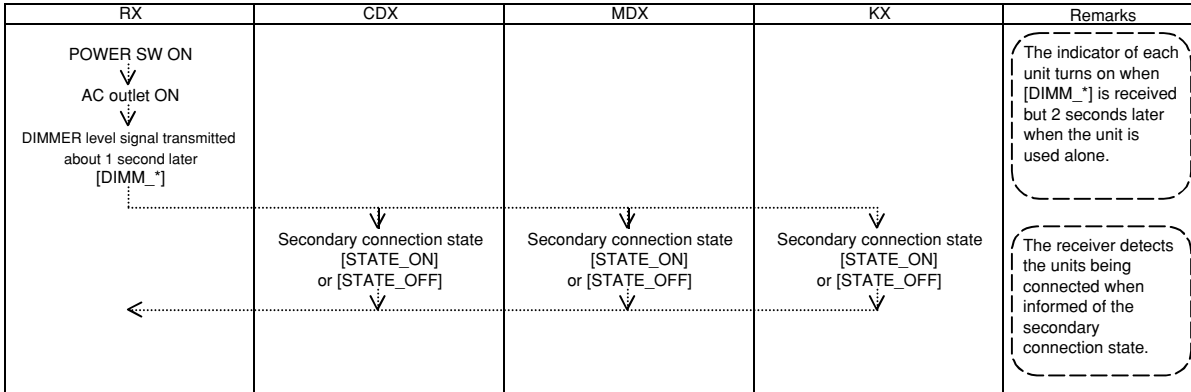 RX
CDX
MDX
KX
Remarks
POWER SW ON
AC outlet ON
DIMMER level signal transmitted
about 1 second later
[DIMM_*]
The indicator of each
unit turns on when
[DIMM_*] is received
but 2 seconds later
when the unit is
used alone.
Secondary connection state
[STATE_ON]
or [STATE_OFF]
Secondary connection state
[STATE_ON]
or [STATE_OFF]
Secondary connection state
[STATE_ON]
or [STATE_OFF]
The receiver detects
the units being
connected when
informed of the
secondary
connection state.